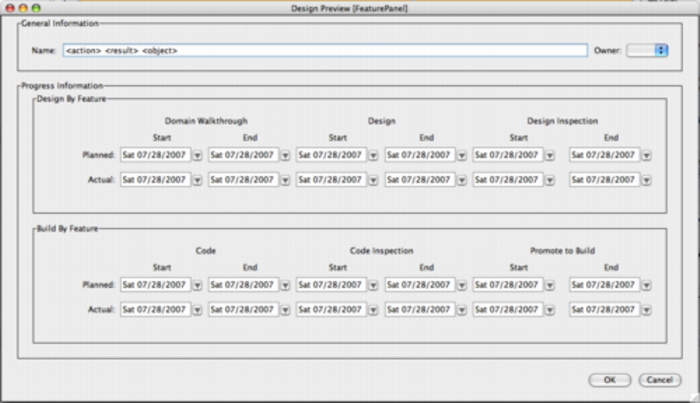 Design Preview [FeaturePanel]
General Information
Name: <action> <result> <object> Owner:
Progress Information
Design By Feature
Domain Walkthrough Design Design Inspection
Start End Start End Start End
Planned: Sat 07/28/2007 Sat 07/28/2007 Sat 07/28/2007 Sat 07/28/2007 Sat 07/28/2007 Sat 07/28/2007
Actual: Sat 07/28/2007 Sat 07/28/2007 Sat 07/28/2007 Sat 07/28/2007 Sat 07/28/2007 Sat 07/28/2007
Build By Feature
Code Code Inspection Promote to Build
Start End Start End Start End
Planned: Sat 07/28/2007 Sat 07/28/2007 Sat 07/28/2007 Sat 07/28/2007 Sat 07/28/2007 Sat 07/28/2007
Actual: Sat 07/28/2007 Sat 07/28/2007 Sat 07/28/2007 Sat 07/28/2007 Sat 07/28/2007 Sat 07/28/2007
OK Cancel